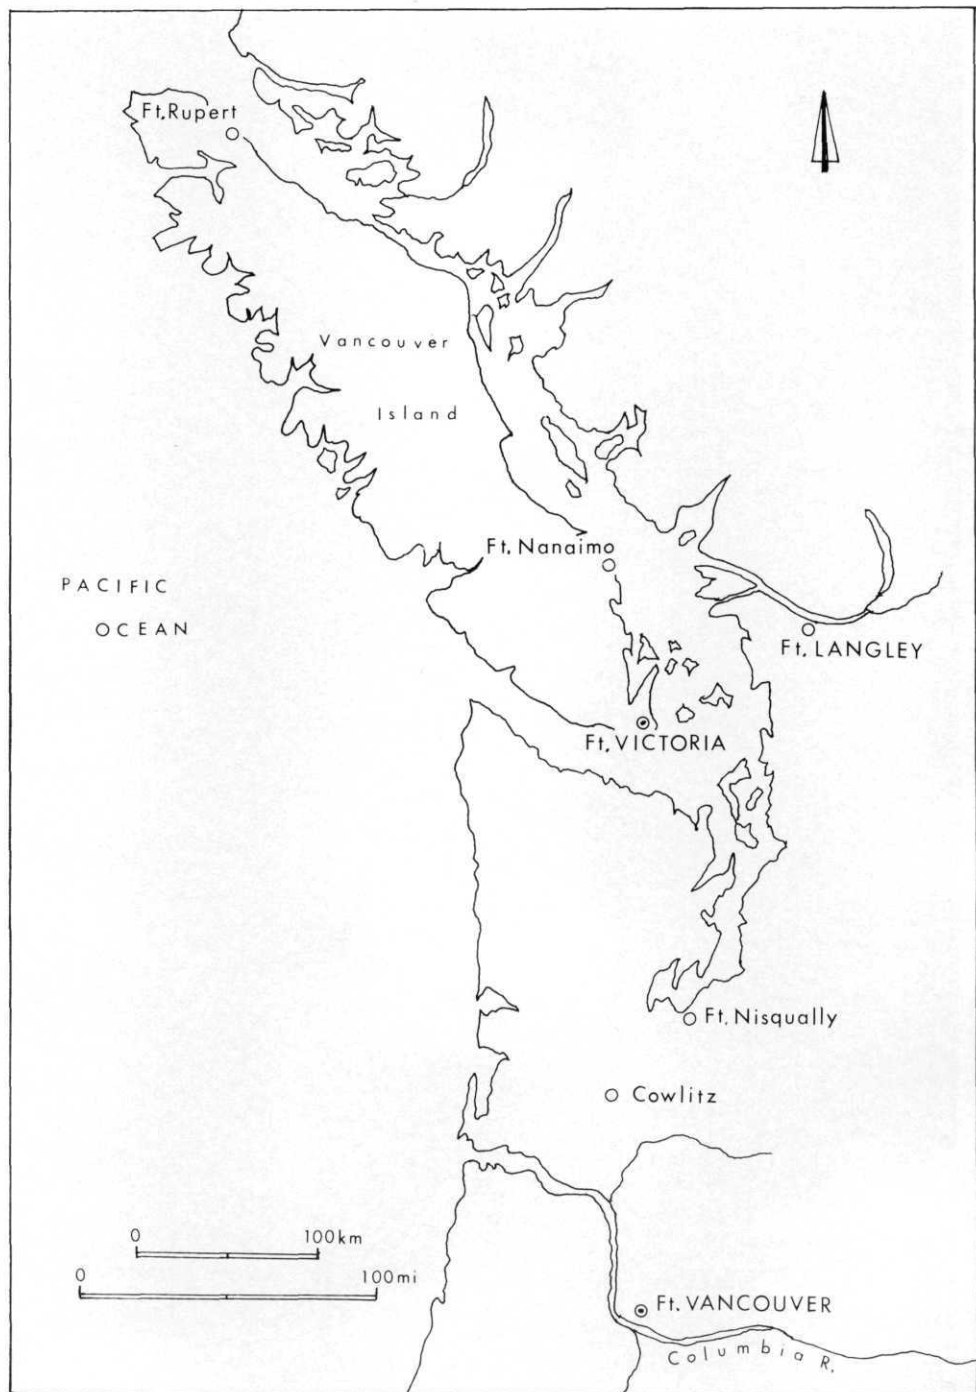 Ft. Rupert
Vancouver
Island
Ft. Nanaimo
PACIFIC
OCEAN
Ft. LANGLEY
Ft. VICTORIA
Ft. Nisqually
Cowlitz
0 100km
0 100mi
Ft. VANCOUVER
Columbia R.